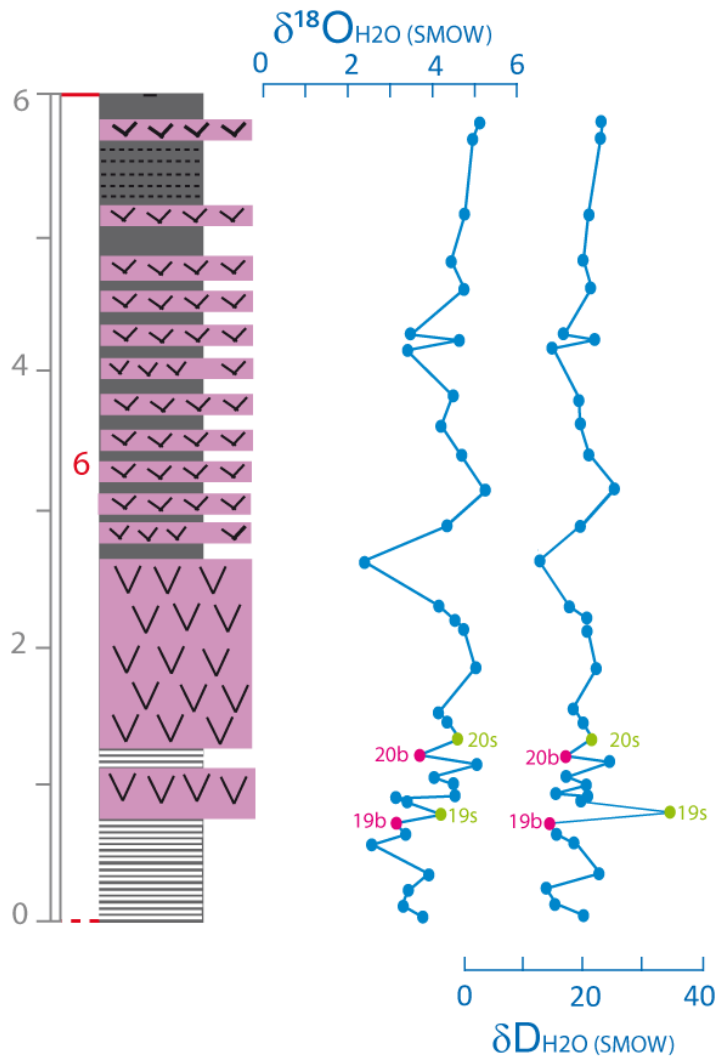 δ18OH2O (SMOW)
0 2 4 6
6
4
6
2
20s 20s
20b 20b
19s 19s
19b 19b
0
0 20 40
δDH2O (SMOW)